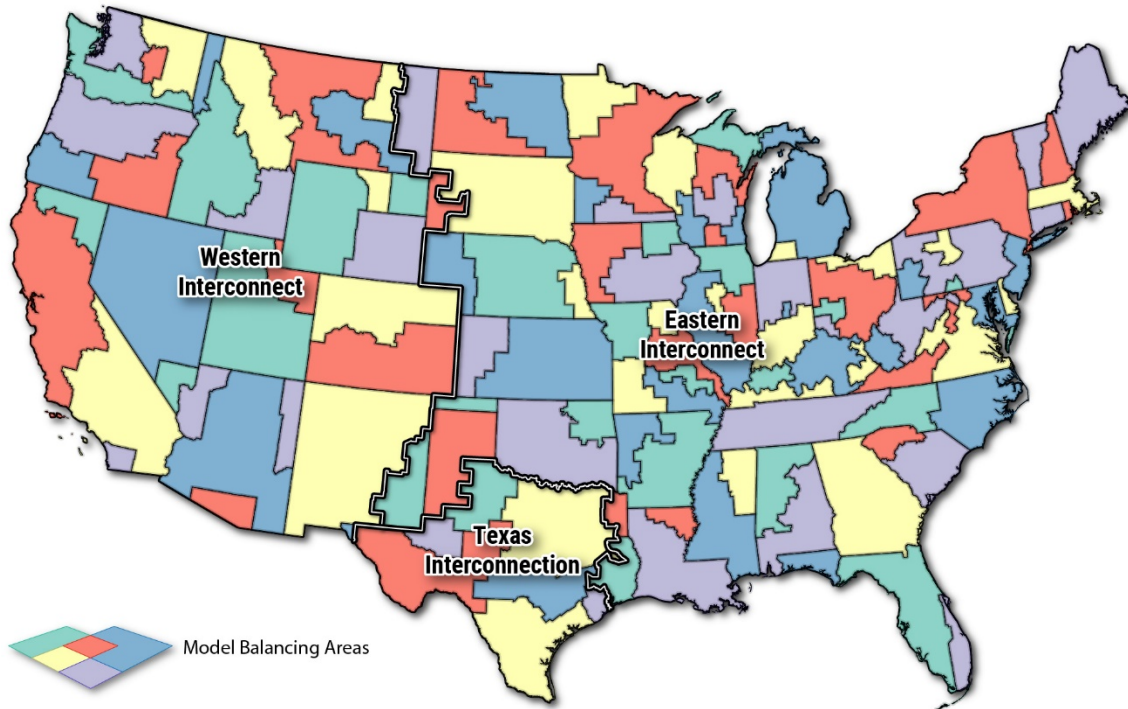 Western
Interconnect
Eastern
Interconnect
Texas
Interconnection
Model Balancing Areas